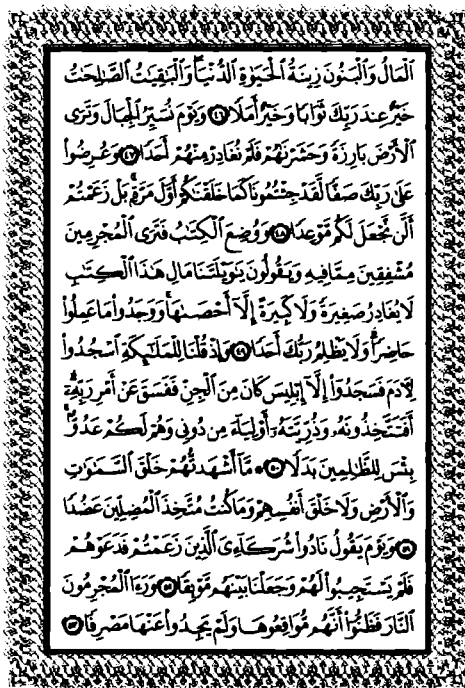 ٱلْمَالُ وَٱلْبَنُونَ زِينَةُ ٱلْحَيَوٰةِ ٱلدُّنْيَا ۖ وَٱلْبَٰقِيَٰتُ ٱلصَّٰلِحَٰتُ
خَيْرٌ عِندَ رَبِّكَ ثَوَابًا وَخَيْرٌ أَمَلًا ٤٦ وَيَوْمَ نُسَيِّرُ ٱلْجِبَالَ وَتَرَى
ٱلْأَرْضَ بَارِزَةً وَحَشَرْنَٰهُمْ فَلَمْ نُغَادِرْ مِنْهُمْ أَحَدًا ٤٧ وَعُرِضُوا۟
عَلَىٰ رَبِّكَ صَفًّا لَّقَدْ جِئْتُمُونَا كَمَا خَلَقْنَٰكُمْ أَوَّلَ مَرَّةٍۭ ۚ بَلْ زَعَمْتُمْ
أَلَّن نَّجْعَلَ لَكُم مَّوْعِدًا ٤٨ وَوُضِعَ ٱلْكِتَٰبُ فَتَرَى ٱلْمُجْرِمِينَ
مُشْفِقِينَ مِمَّا فِيهِ وَيَقُولُونَ يَٰوَيْلَتَنَا مَالِ هَٰذَا ٱلْكِتَٰبِ
لَا يُغَادِرُ صَغِيرَةً وَلَا كَبِيرَةً إِلَّآ أَحْصَىٰهَا ۚ وَوَجَدُوا۟ مَا عَمِلُوا۟
حَاضِرًا ۗ وَلَا يَظْلِمُ رَبُّكَ أَحَدًا ٤٩ وَإِذْ قُلْنَا لِلْمَلَٰٓئِكَةِ ٱسْجُدُوا۟
لِءَادَمَ فَسَجَدُوٓا۟ إِلَّآ إِبْلِيسَ كَانَ مِنَ ٱلْجِنِّ فَفَسَقَ عَنْ أَمْرِ رَبِّهِۦٓ ۗ
أَفَتَتَّخِذُونَهُۥ وَذُرِّيَّتَهُۥٓ أَوْلِيَآءَ مِن دُونِى وَهُمْ لَكُمْ عَدُوٌّۢ ۚ
بِئْسَ لِلظَّٰلِمِينَ بَدَلًا ٥٠ ۞ مَّآ أَشْهَدتُّهُمْ خَلْقَ ٱلسَّمَٰوَٰتِ
وَٱلْأَرْضِ وَلَا خَلْقَ أَنفُسِهِمْ وَمَا كُنتُ مُتَّخِذَ ٱلْمُضِلِّينَ عَضُدًا
٥١ وَيَوْمَ يَقُولُ نَادُوا۟ شُرَكَآءِىَ ٱلَّذِينَ زَعَمْتُمْ فَدَعَوْهُمْ
فَلَمْ يَسْتَجِيبُوا۟ لَهُمْ وَجَعَلْنَا بَيْنَهُم مَّوْبِقًا ٥٢ وَرَءَا ٱلْمُجْرِمُونَ
ٱلنَّارَ فَظَنُّوٓا۟ أَنَّهُم مُّوَاقِعُوهَا وَلَمْ يَجِدُوا۟ عَنْهَا مَصْرِفًا ٥٣